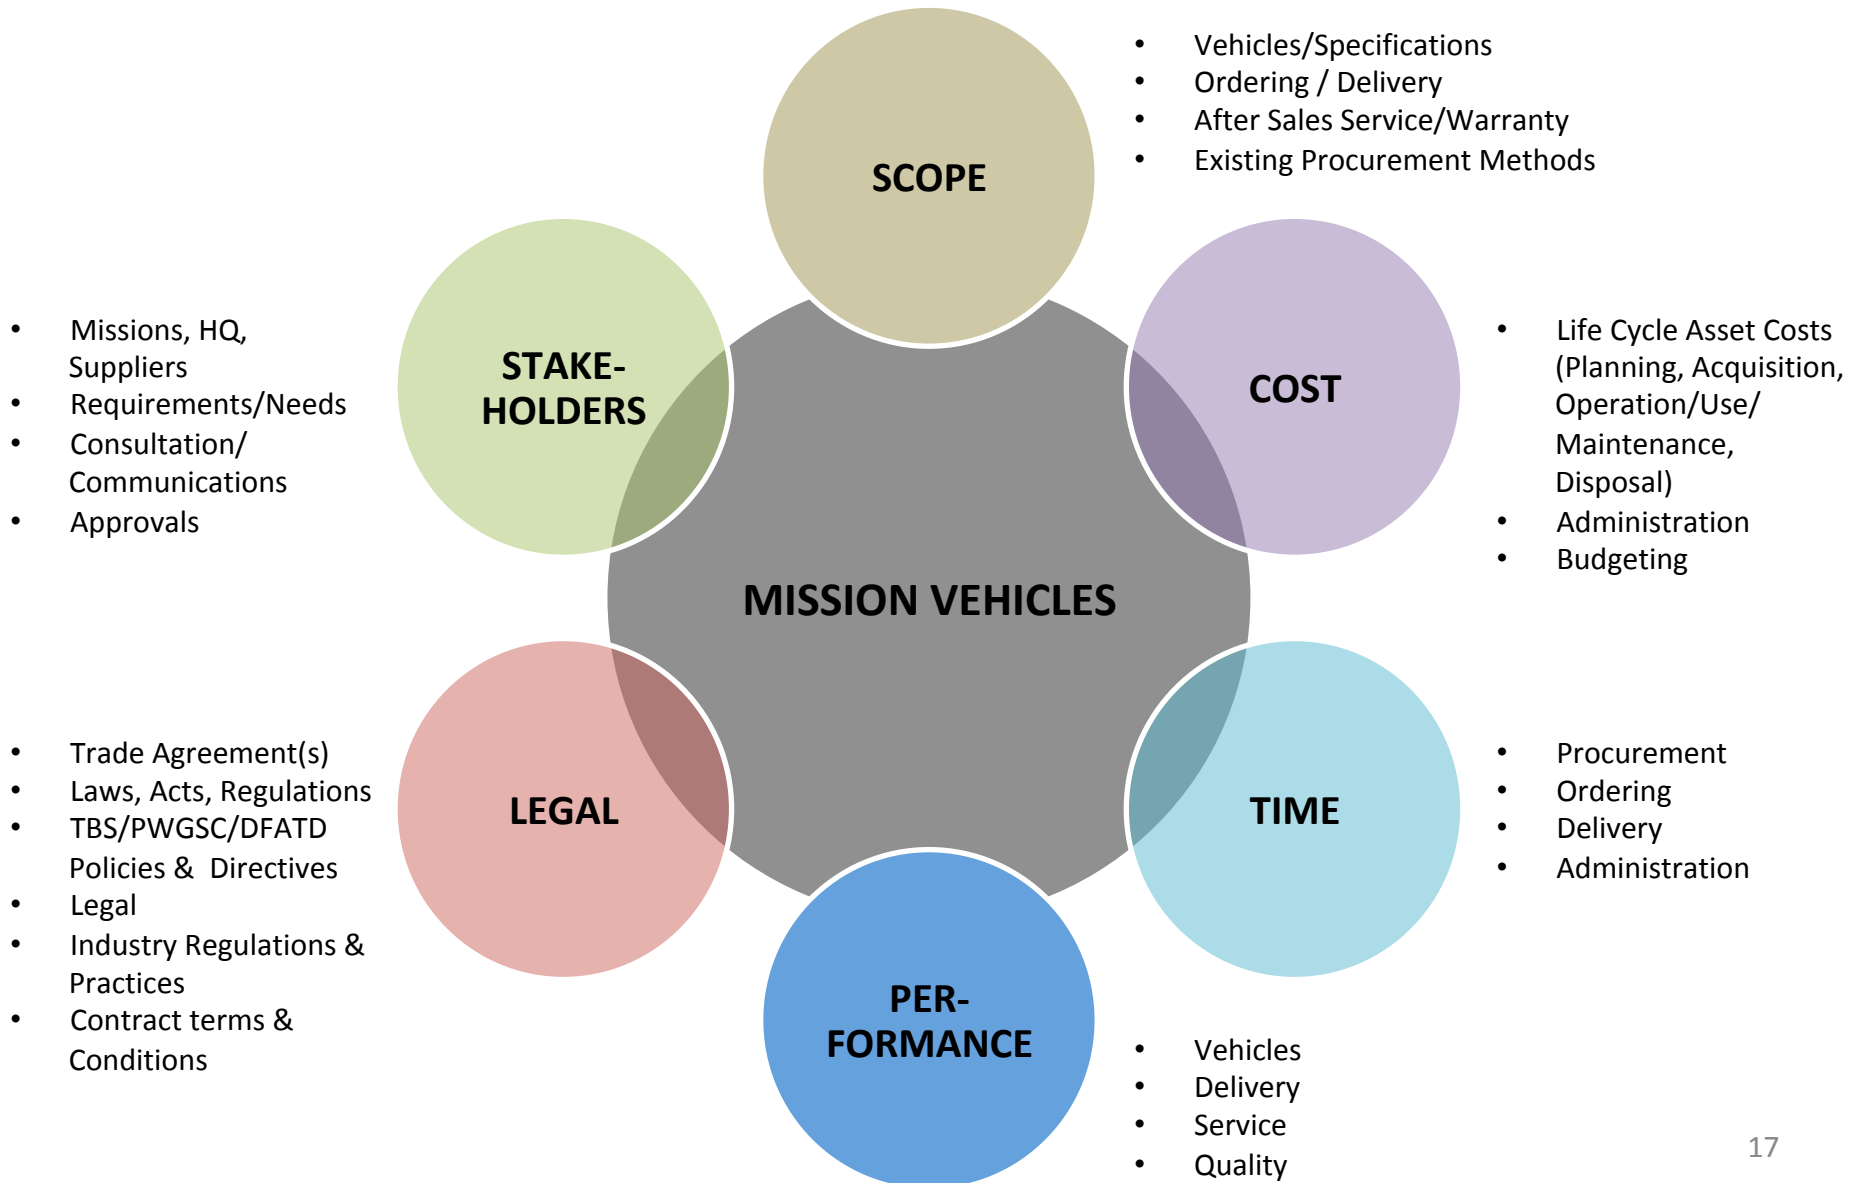 SCOPE
• Vehicles/Specifications
• Ordering / Delivery
• After Sales Service/Warranty
• Existing Procurement Methods
COST
• Life Cycle Asset Costs
(Planning, Acquisition,
Operation/Use/
Maintenance,
Disposal)
• Administration
• Budgeting
TIME
• Procurement
• Ordering
• Delivery
• Administration
PER-
FORMANCE
• Vehicles
• Delivery
• Service
• Quality
LEGAL
• Trade Agreement(s)
• Laws, Acts, Regulations
• TBS/PWGSC/DFATD
Policies & Directives
• Legal
• Industry Regulations &
Practices
• Contract terms &
Conditions
STAKE-
HOLDERS
• Missions, HQ,
Suppliers
• Requirements/Needs
• Consultation/
Communications
• Approvals
MISSION VEHICLES
17